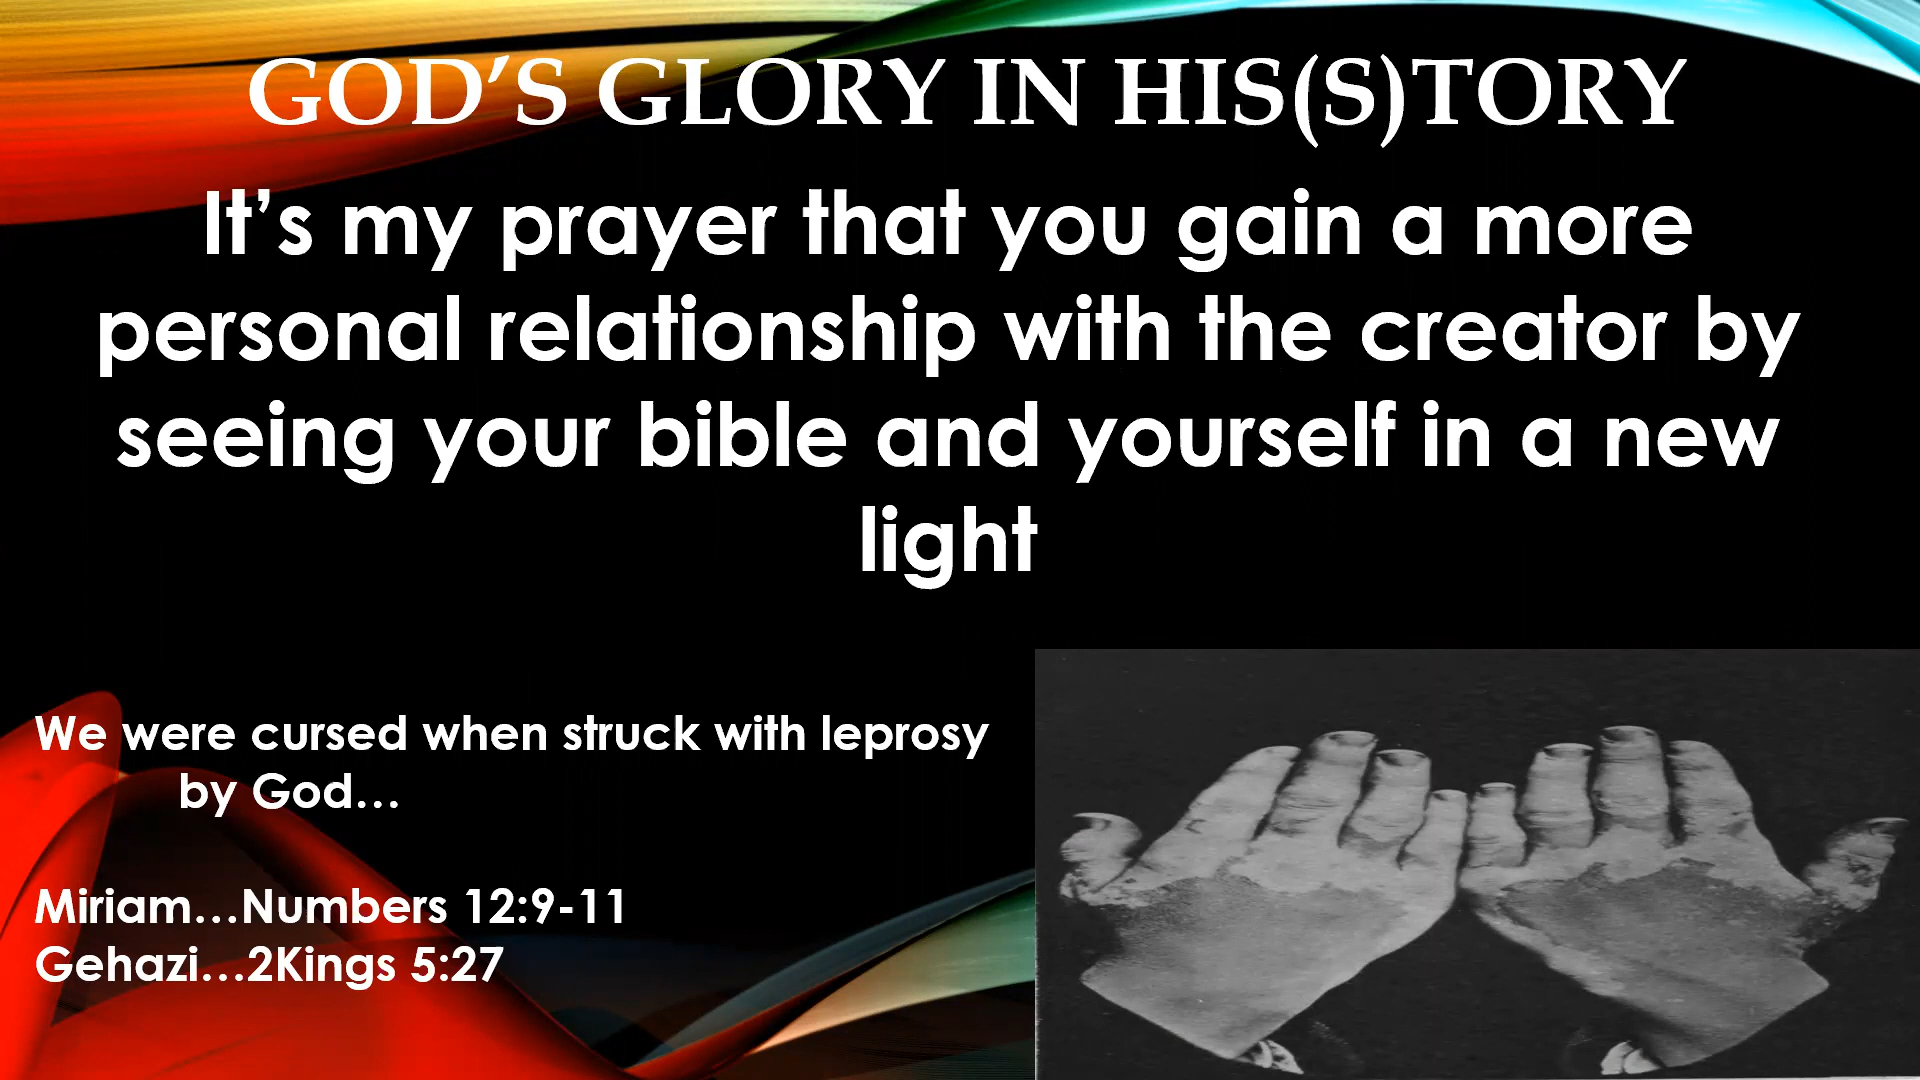 GOD’S GLORY IN HIS(S)TORY
It’s my prayer that you gain a more
personal relationship with the creator by
seeing your bible and yourself in a new
light
We were cursed when struck with leprosy
by God…
Miriam…Numbers 12:9-11
Gehazi…2Kings 5:27